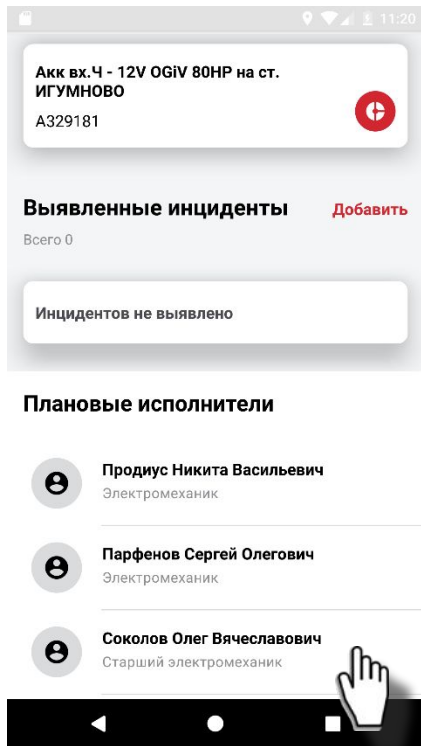 11:20
Акк вх.Ч - 12V OGiV 80HP на ст.
ИГУМНОВО
A329181
Выявленные инциденты
Добавить
Всего 0
Инцидентов не выявлено
Плановые исполнители
Продиус Никита Васильевич
Электромеханик
Парфенов Сергей Олегович
Электромеханик
Соколов Олег Вячеславович
Старший электромеханик